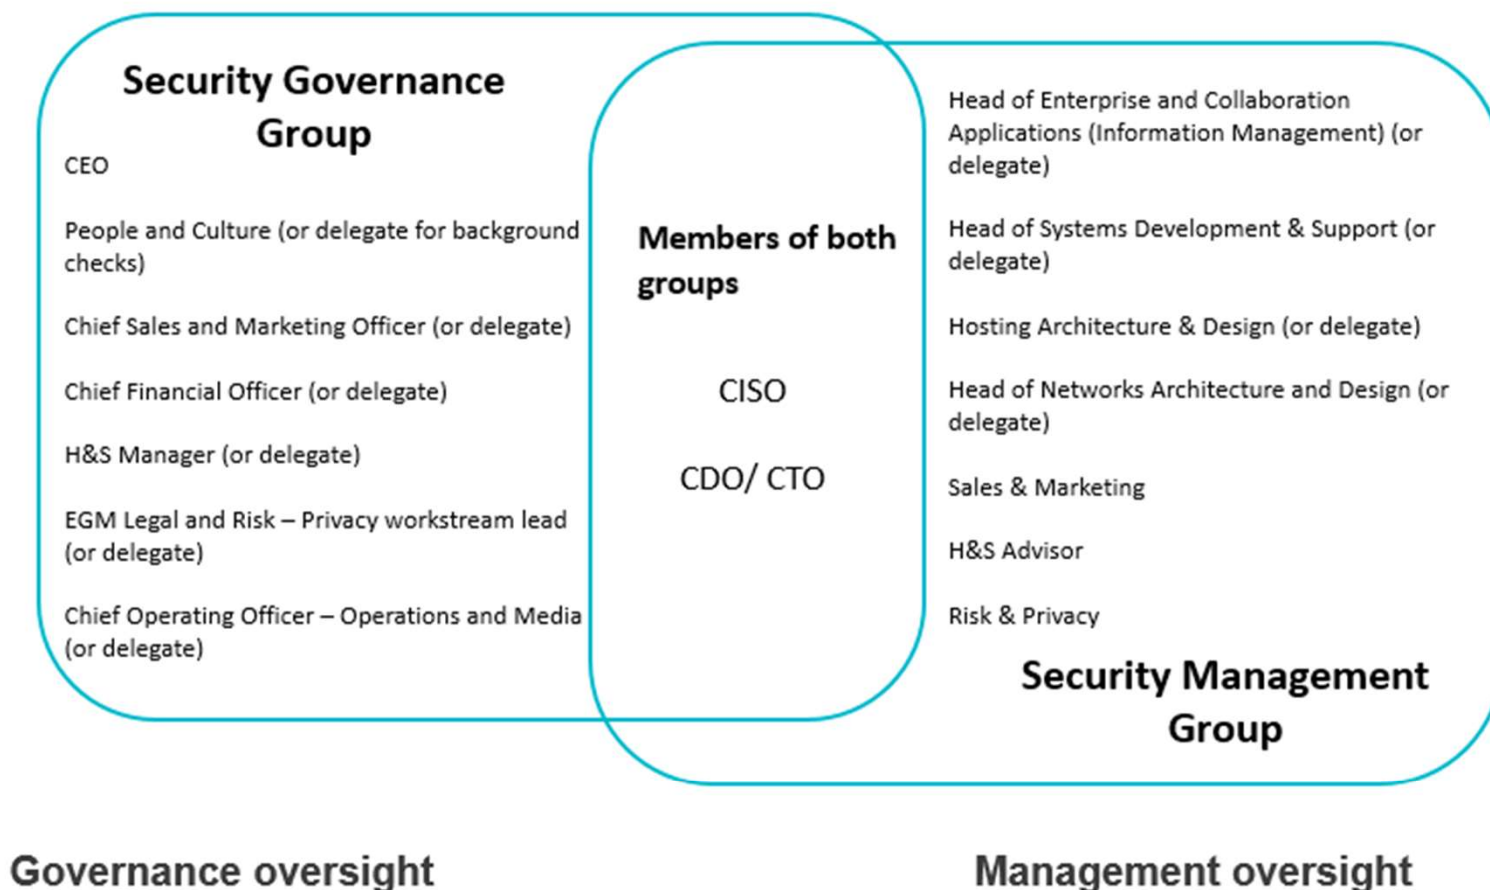 Security Governance
Group
CEO
People and Culture (or delegate for background
checks)
Chief Sales and Marketing Officer (or delegate)
Chief Financial Officer (or delegate)
H&S Manager (or delegate)
EGM Legal and Risk – Privacy workstream lead
(or delegate)
Chief Operating Officer – Operations and Media
(or delegate)
Members of both
groups
CISO
CDO/ CTO
Head of Enterprise and Collaboration
Applications (Information Management) (or
delegate)
Head of Systems Development & Support (or
delegate)
Hosting Architecture & Design (or delegate)
Head of Networks Architecture and Design (or
delegate)
Sales & Marketing
H&S Advisor
Risk & Privacy
Security Management
Group
Governance oversight
Management oversight